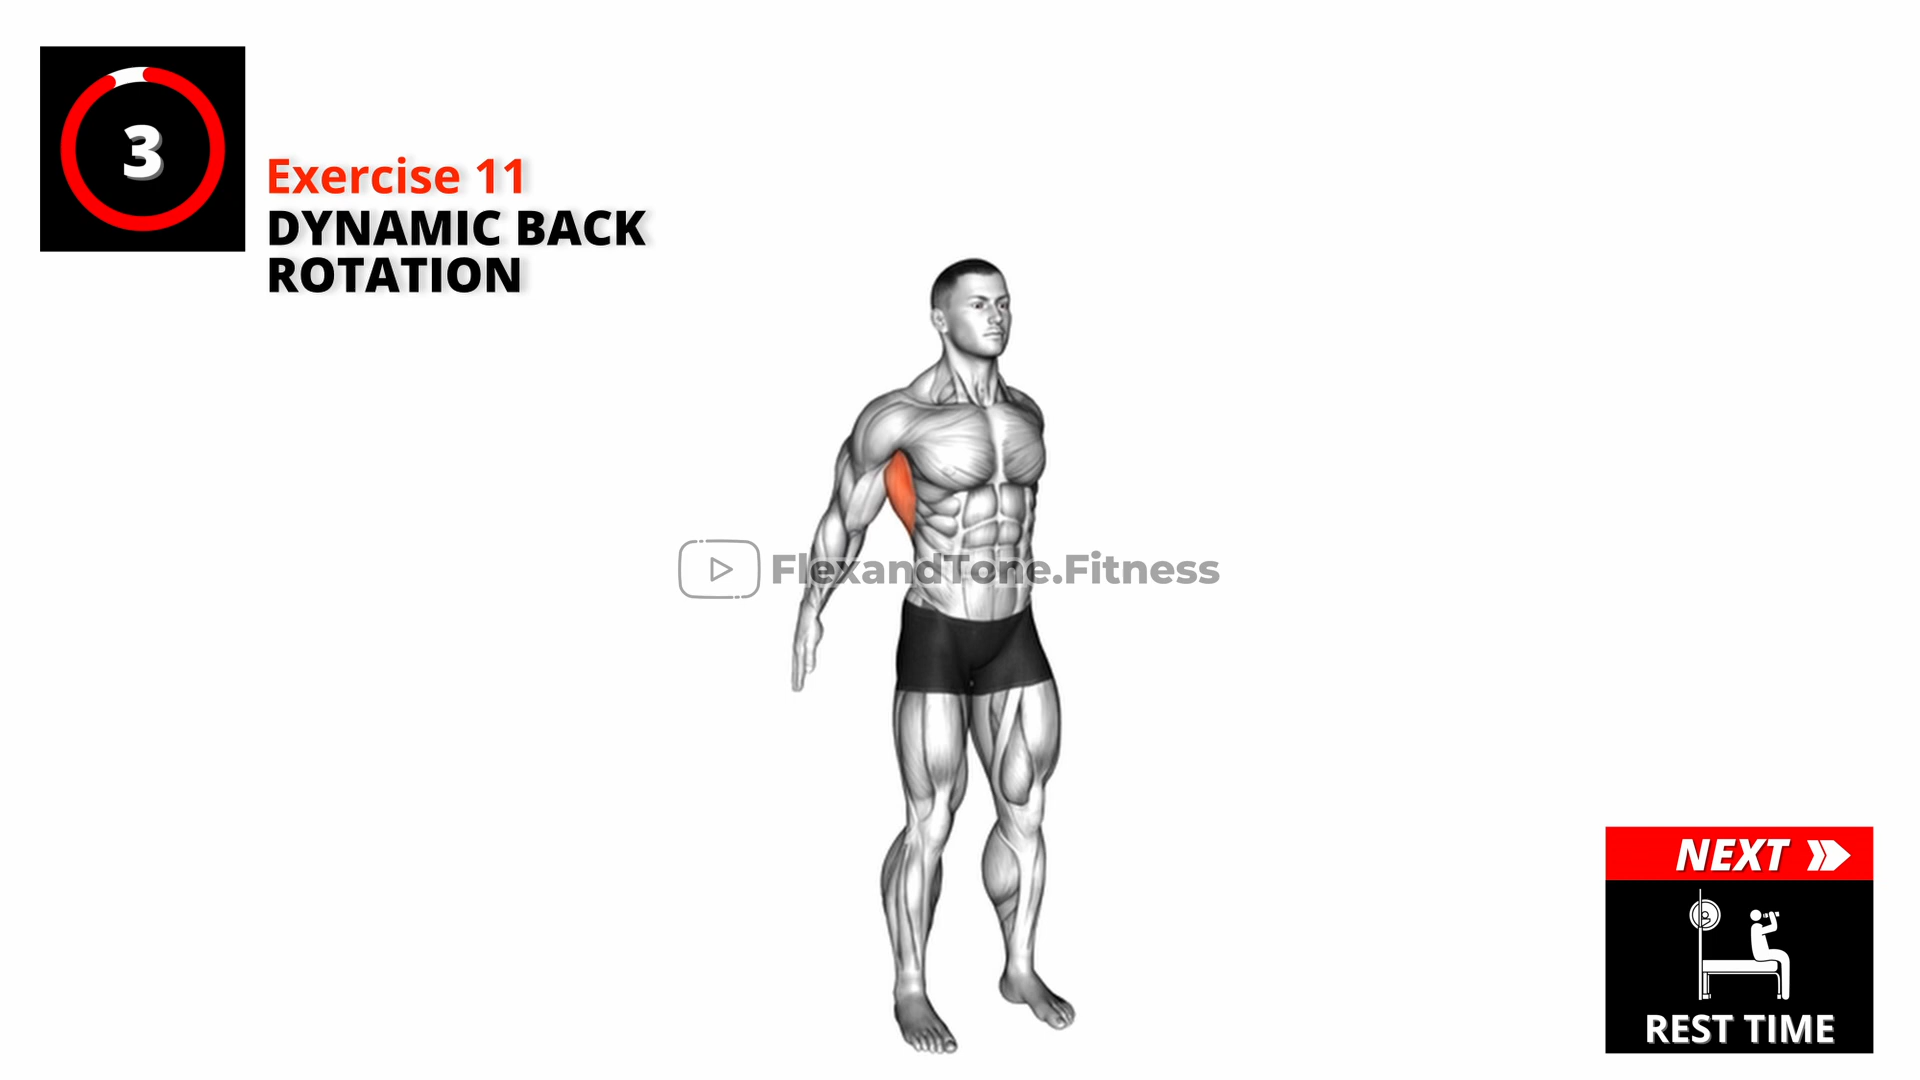 3
Exercise 11
DYNAMIC BACK
ROTATION
FlexandTone.Fitness
NEXT
REST TIME